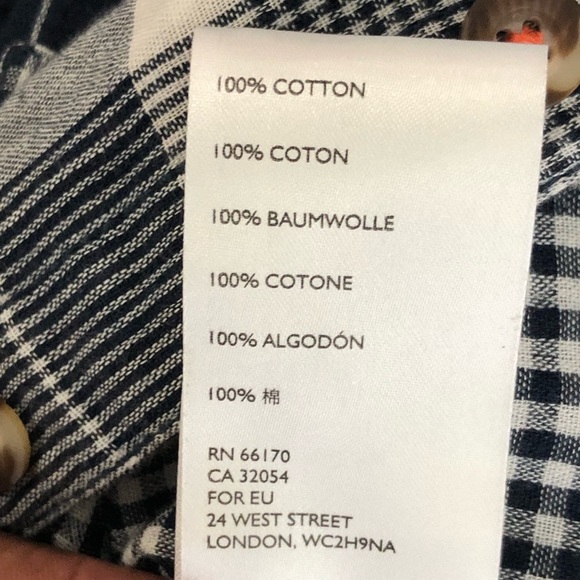 100% COTTON
100% COTON
100% BAUMWOLLE
100% COTONE
100% ALGODÓN
100% 棉
RN 66170
CA 32054
FOR EU
24 WEST STREET
LONDON, WC2H9NA